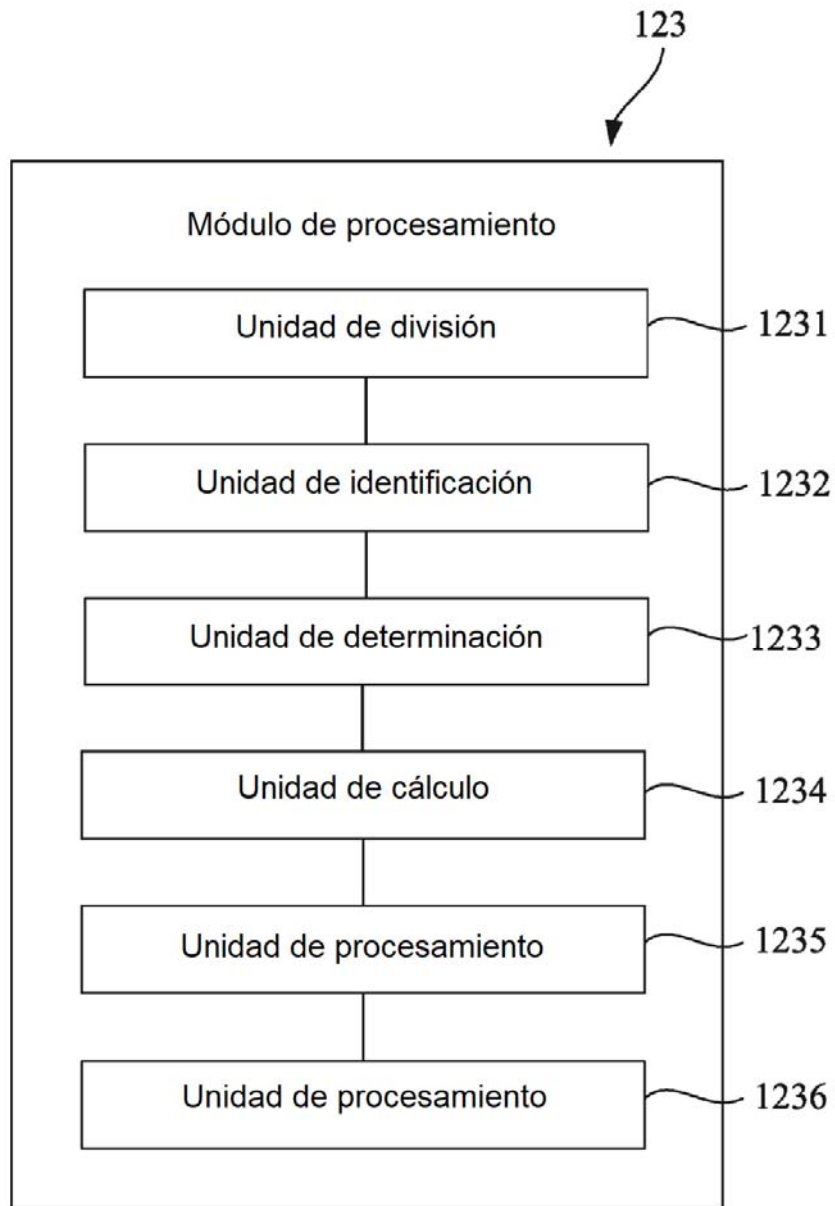 123
Módulo de procesamiento
Unidad de división
1231
Unidad de identificación
1232
Unidad de determinación
1233
Unidad de cálculo
1234
Unidad de procesamiento
1235
Unidad de procesamiento
1236